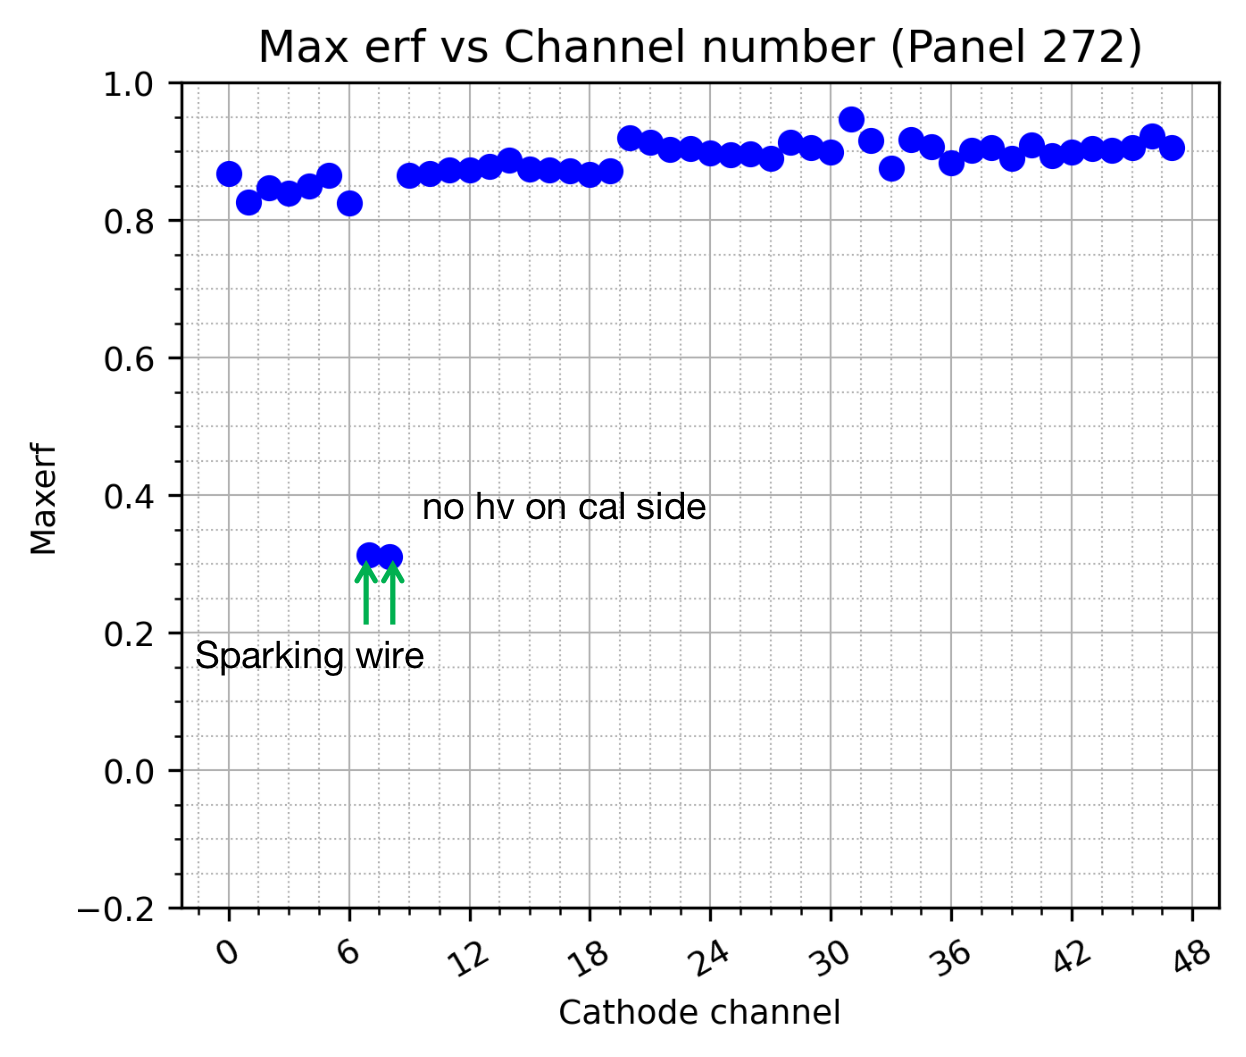 Max erf vs Channel number (Panel 272)
1.0
0.8
0.6
0.4
0.2
0.0
−0.2
Maxerf
no hv on cal side
Sparking wire
0 6 12 18 24 30 36 42 48
Cathode channel